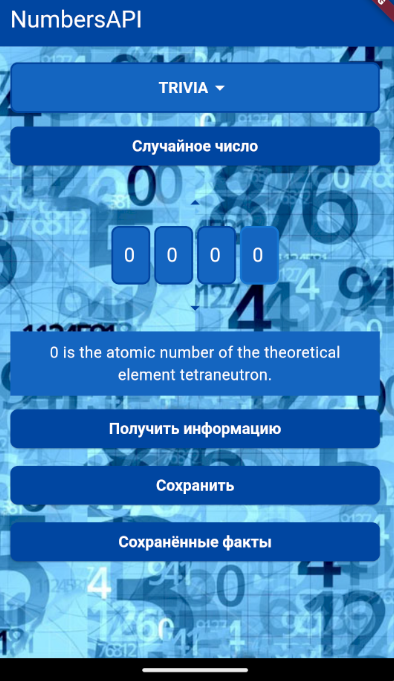 NumbersAPI
TRIVIA
Случайное число
0 0 0 0
0 is the atomic number of the theoretical
element tetraneutron.
Получить информацию
Сохранить
Сохранённые факты